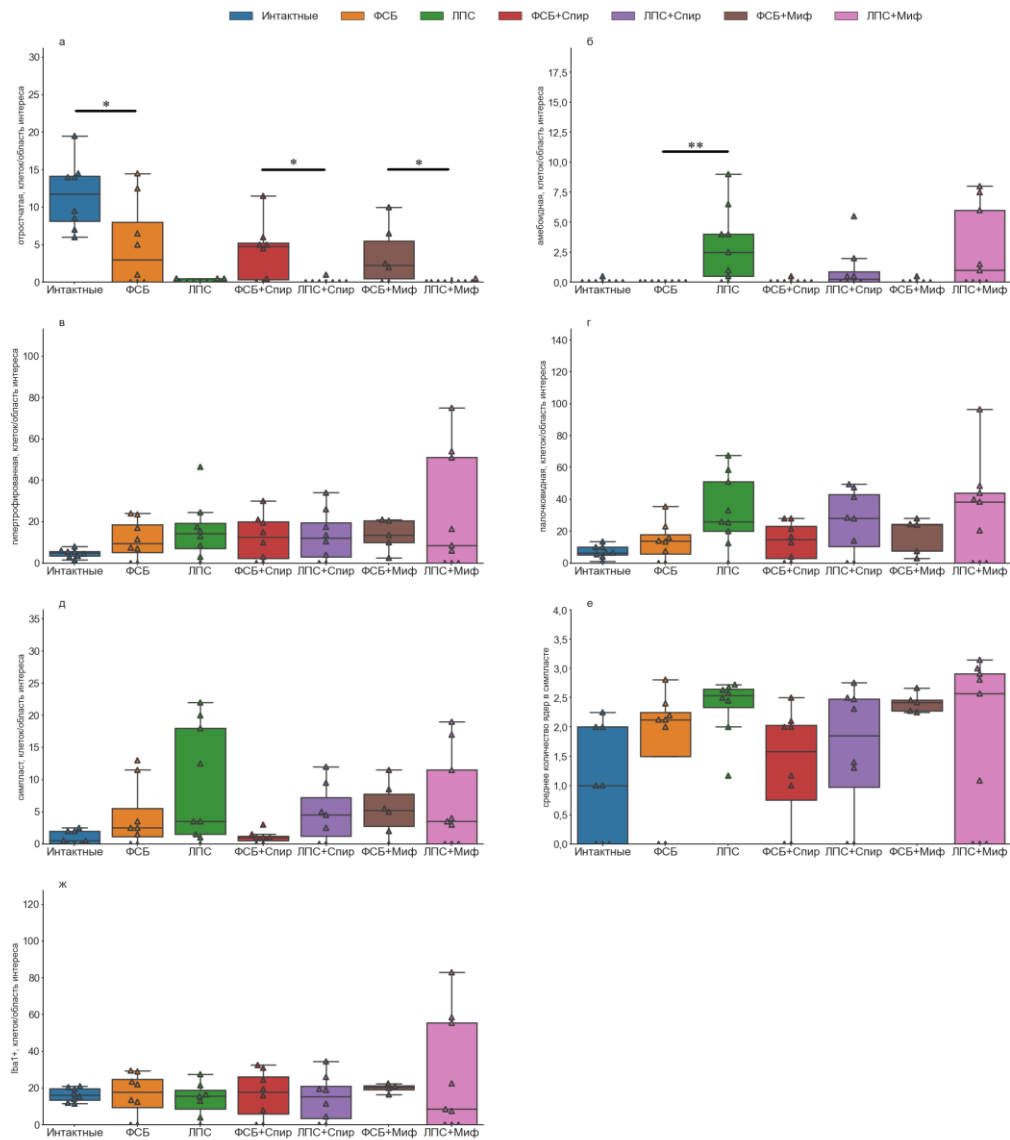 Интактные ФСБ ЛПС ФСБ+Спир ЛПС+Спир ФСБ+Миф ЛПС+Миф
а
отросчатая, клеток/область интереса
30
25
20
15
10
5
0
*
*
*
Интактные ФСБ ЛПС ФСБ+Спир ЛПС+Спир ФСБ+Миф ЛПС+Миф
б
амебоидная, клеток/область интереса
17,5
15,0
12,5
10,0
7,5
5,0
2,5
0,0
**
Интактные ФСБ ЛПС ФСБ+Спир ЛПС+Спир ФСБ+Миф ЛПС+Миф
в
гипертрофированная, клеток/область интереса
100
80
60
40
20
0
Интактные ФСБ ЛПС ФСБ+Спир ЛПС+Спир ФСБ+Миф ЛПС+Миф
г
палочковидная, клеток/область интереса
140
120
100
80
60
40
20
0
Интактные ФСБ ЛПС ФСБ+Спир ЛПС+Спир ФСБ+Миф ЛПС+Миф
д
симпласт, клеток/область интереса
35
30
25
20
15
10
5
0
Интактные ФСБ ЛПС ФСБ+Спир ЛПС+Спир ФСБ+Миф ЛПС+Миф
е
среднее количество ядер в симпласте
4,0
3,5
3,0
2,5
2,0
1,5
1,0
0,5
0,0
Интактные ФСБ ЛПС ФСБ+Спир ЛПС+Спир ФСБ+Миф ЛПС+Миф
ж
Iba1+, клеток/область интереса
120
100
80
60
40
20
0
Интактные ФСБ ЛПС ФСБ+Спир ЛПС+Спир ФСБ+Миф ЛПС+Миф